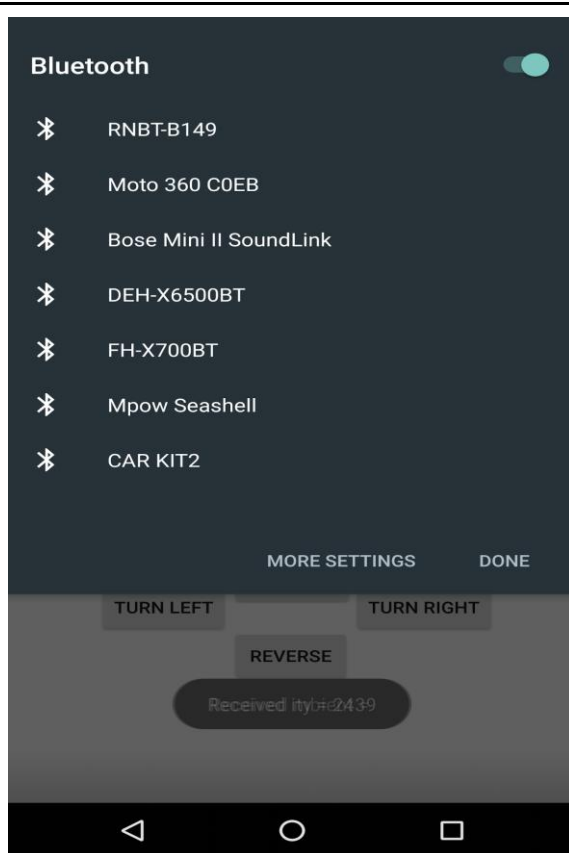 Bluetooth
RNBT-B149
Moto 360 C0EB
Bose Mini II SoundLink
DEH-X6500BT
FH-X700BT
Mpow Seashell
CAR KIT2
MORE SETTINGS DONE
TURN LEFT TURN RIGHT
REVERSE
Received